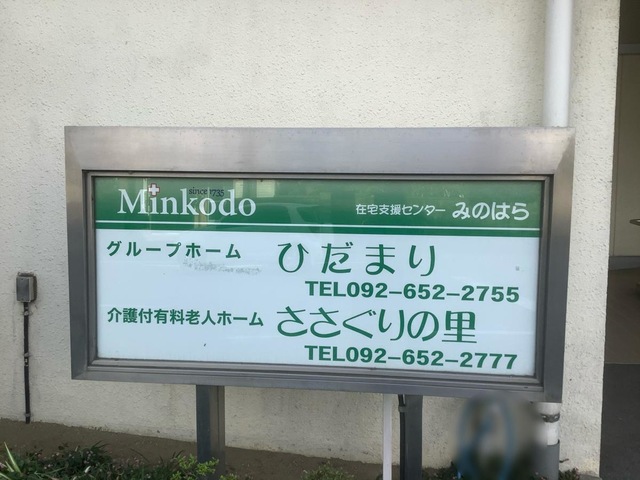 since 1735
Minkodo 在宅支援センター みのはら
グループホーム ひだまり
TEL092-652-2755
介護付有料老人ホーム ささぐりの里
TEL092-652-2777